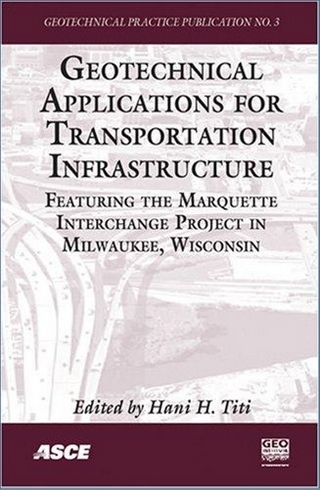 GEOTECHNICAL PRACTICE PUBLICATION NO. 3
GEOTECHNICAL
APPLICATIONS FOR
TRANSPORTATION
INFRASTRUCTURE
FEATURING THE MARQUETTE
INTERCHANGE PROJECT IN
MILWAUKEE, WISCONSIN
Edited by Hani H. Titi
ASCE
GEO